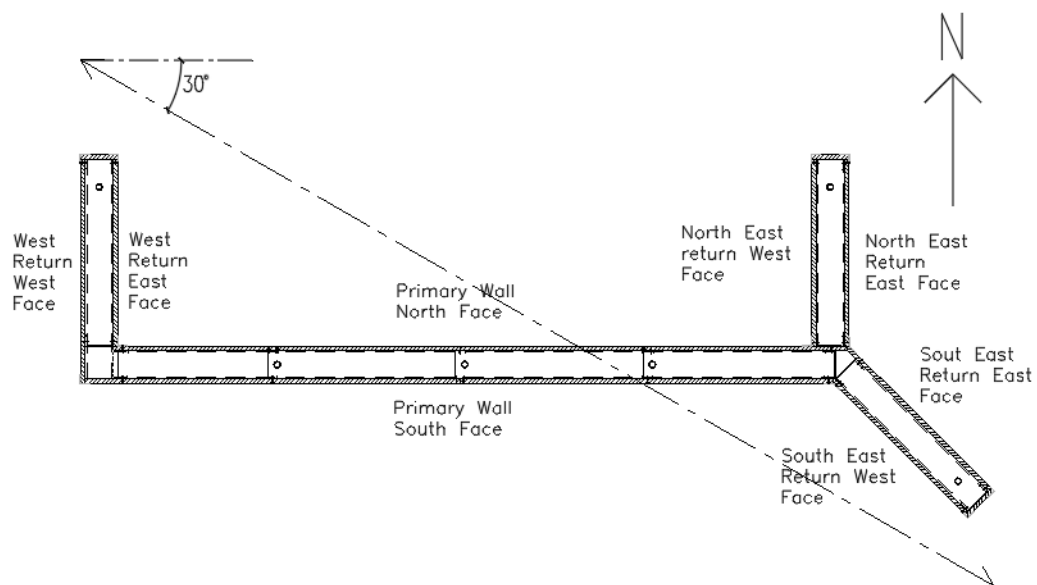 N
30°
West
Return
West
Face
West
Return
East
Face
Primary Wall
North Face
North East
return West
Face
North East
Return
East Face
Sout East
Return East
Face
Primary Wall
South Face
South East
Return West
Face